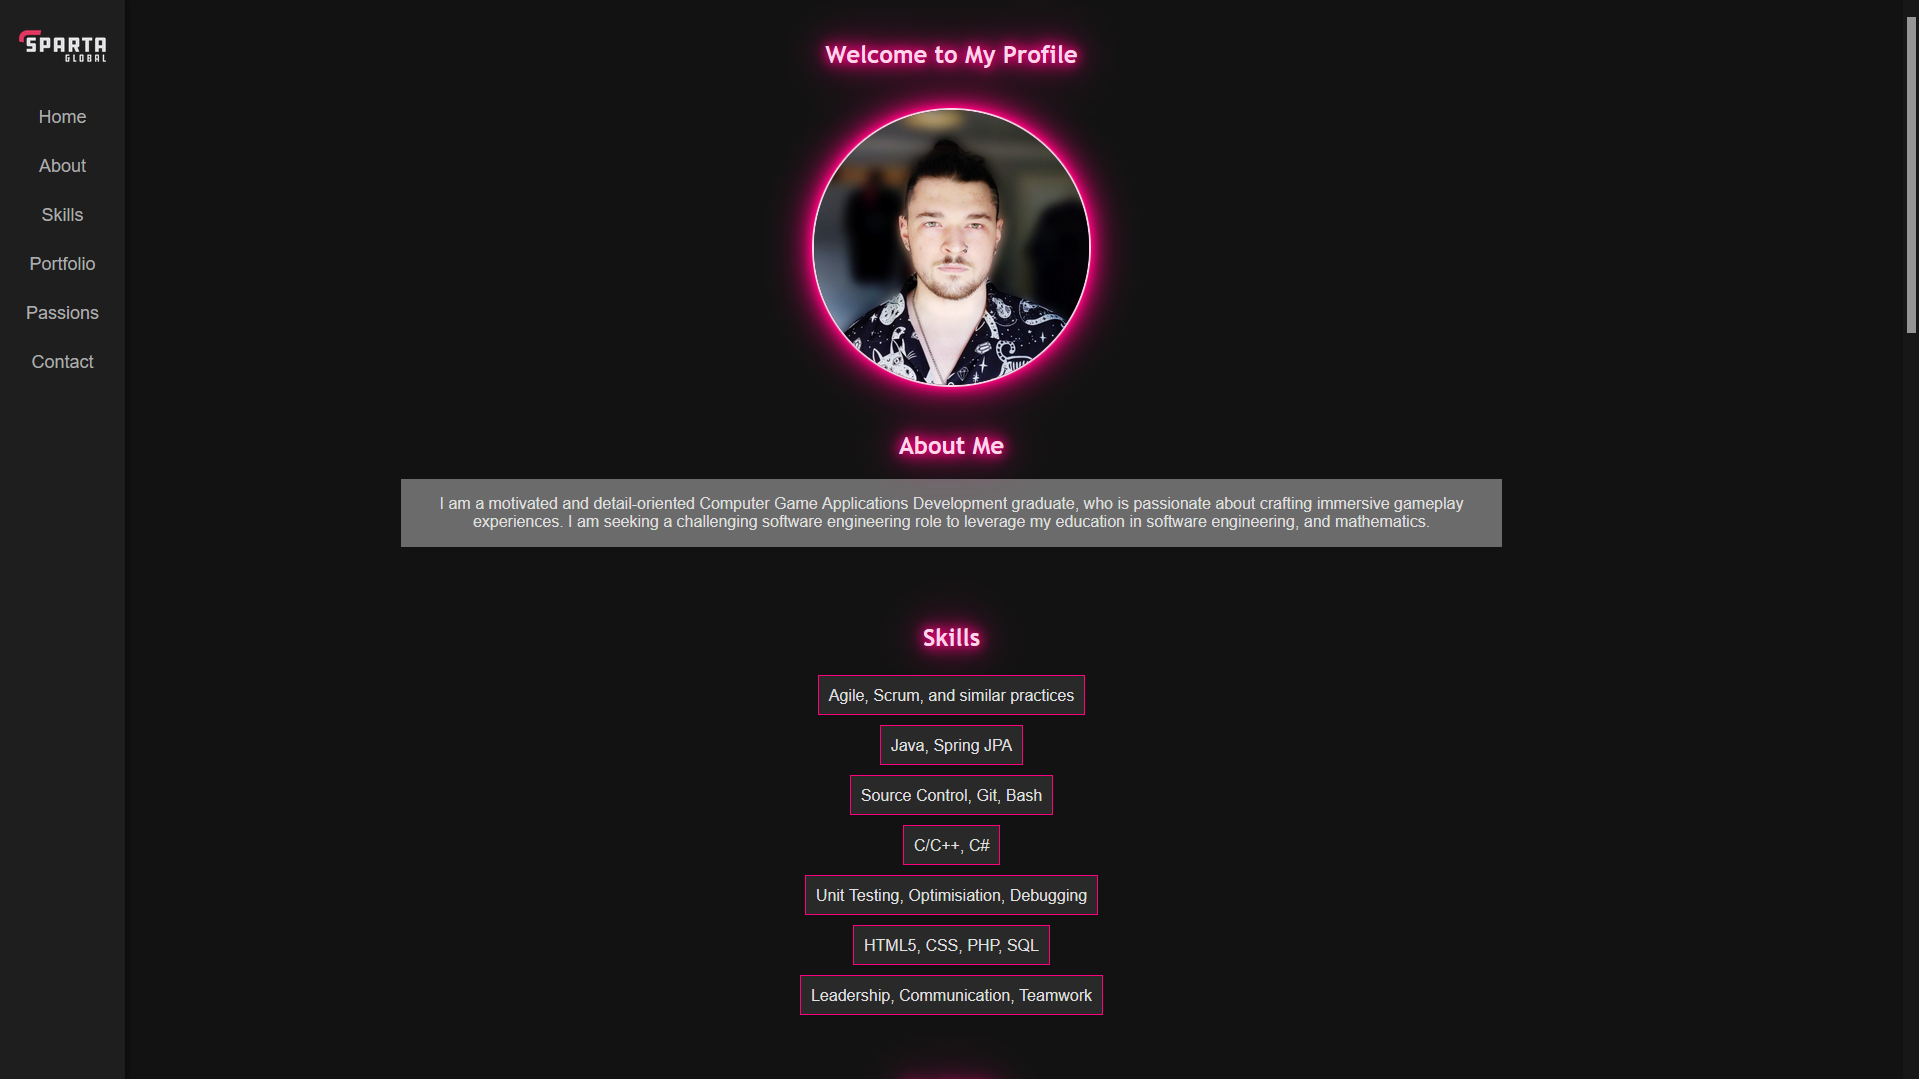 SPARTA
GLOBAL
Home
About
Skills
Portfolio
Passions
Contact
Welcome to My Profile
About Me
I am a motivated and detail-oriented Computer Game Applications Development graduate, who is passionate about crafting immersive gameplay
experiences. I am seeking a challenging software engineering role to leverage my education in software engineering, and mathematics.
Skills
Agile, Scrum, and similar practices
Java, Spring JPA
Source Control, Git, Bash
C/C++, C#
Unit Testing, Optimisiation, Debugging
HTML5, CSS, PHP, SQL
Leadership, Communication, Teamwork